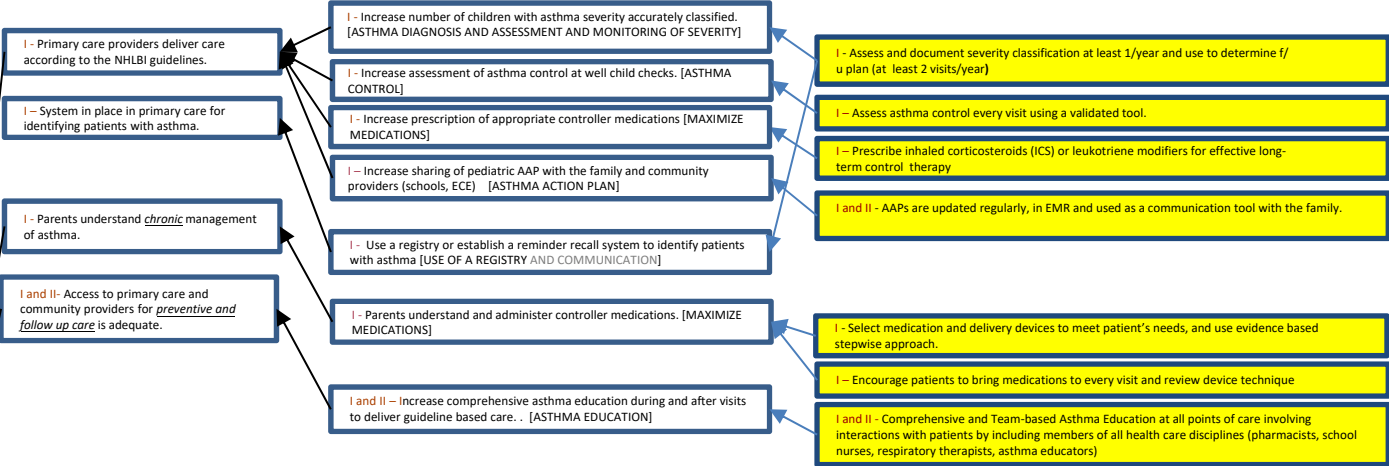 I - Primary care providers deliver care
according to the NHLBI guidelines.
I – System in place in primary care for
identifying patients with asthma.
I - Parents understand chronic management
of asthma.
I and II- Access to primary care and
community providers for preventive and
follow up care is adequate.
I - Increase number of children with asthma severity accurately classified.
[ASTHMA DIAGNOSIS AND ASSESSMENT AND MONITORING OF SEVERITY]
I - Increase assessment of asthma control at well child checks. [ASTHMA
CONTROL]
I - Increase prescription of appropriate controller medications [MAXIMIZE
MEDICATIONS]
I – Increase sharing of pediatric AAP with the family and community
providers (schools, ECE) [ASTHMA ACTION PLAN]
I - Use a registry or establish a reminder recall system to identify patients
with asthma [USE OF A REGISTRY AND COMMUNICATION]
I - Parents understand and administer controller medications. [MAXIMIZE
MEDICATIONS]
I and II – Increase comprehensive asthma education during and after visits
to deliver guideline based care. . [ASTHMA EDUCATION]
I - Assess and document severity classification at least 1/year and use to determine f/
u plan (at least 2 visits/year)
I – Assess asthma control every visit using a validated tool.
I – Prescribe inhaled corticosteroids (ICS) or leukotriene modifiers for effective long-
term control therapy
I and II - AAPs are updated regularly, in EMR and used as a communication tool with the family.
I - Select medication and delivery devices to meet patient's needs, and use evidence based
stepwise approach.
I – Encourage patients to bring medications to every visit and review device technique
I and II - Comprehensive and Team-based Asthma Education at all points of care involving
interactions with patients by including members of all health care disciplines (pharmacists, school
nurses, respiratory therapists, asthma educators)